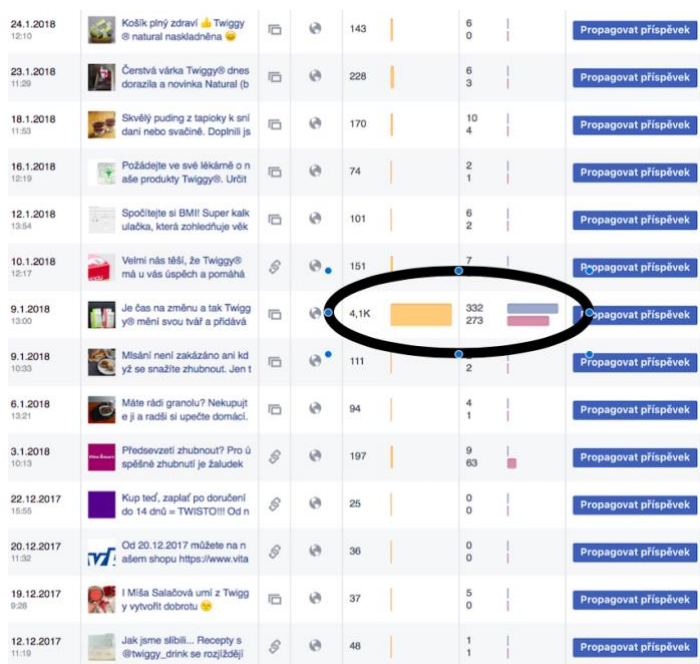 24.1.2018
12:10
Košík plný zdraví 👍 Twiggy
® natural naskladněna 😀
143
6
0
Propagovat příspěvek
23.1.2018
11:29
Čerstvá várka Twiggy® dnes
dorazila a novinka Natural (b
228
6
3
Propagovat příspěvek
18.1.2018
11:53
Skvělý puding z tapioky k sní
dani nebo svačině. Doplnili js
170
10
4
Propagovat příspěvek
16.1.2018
12:19
Požádejte ve své lékárně o n
aše produkty Twiggy®. Určit
74
2
1
Propagovat příspěvek
12.1.2018
13:54
Spočítejte si BMI! Super kalk
ulačka, která zohledňuje věk
101
6
2
Propagovat příspěvek
10.1.2018
12:17
Velmi nás těší, že Twiggy®
má u vás úspěch a pomáhá
151
7
Propagovat příspěvek
9.1.2018
13:00
Je čas na změnu a tak Twigg
y® mění svou tvář a přidává
4,1K
332
273
Propagovat příspěvek
9.1.2018
10:33
Mlsání není zakázáno ani kd
yž se snažíte zhubnout. Jen t
111
2
Propagovat příspěvek
6.1.2018
13:21
Máte rádi granolu? Nekupujt
e ji a radši si upečte domácí.
94
4
1
Propagovat příspěvek
3.1.2018
10:13
Předsevzetí zhubnout? Pro ú
spěšné zhubnutí je žaludek
197
9
63
Propagovat příspěvek
22.12.2017
15:55
Kup teď, zaplať po doručení
do 14 dnů = TWISTO!!! Od n
25
0
0
Propagovat příspěvek
20.12.2017
11:32
Od 20.12.2017 můžete na n
ašem shopu https://www.vita
36
0
0
Propagovat příspěvek
19.12.2017
9:28
I Míša Salačová umí z Twigg
y vytvořit dobrotu 😋
37
5
0
Propagovat příspěvek
12.12.2017
11:19
Jak jsme slíbili... Recepty s
@twiggy_drink se rozjíždějí
48
1
1
Propagovat příspěvek